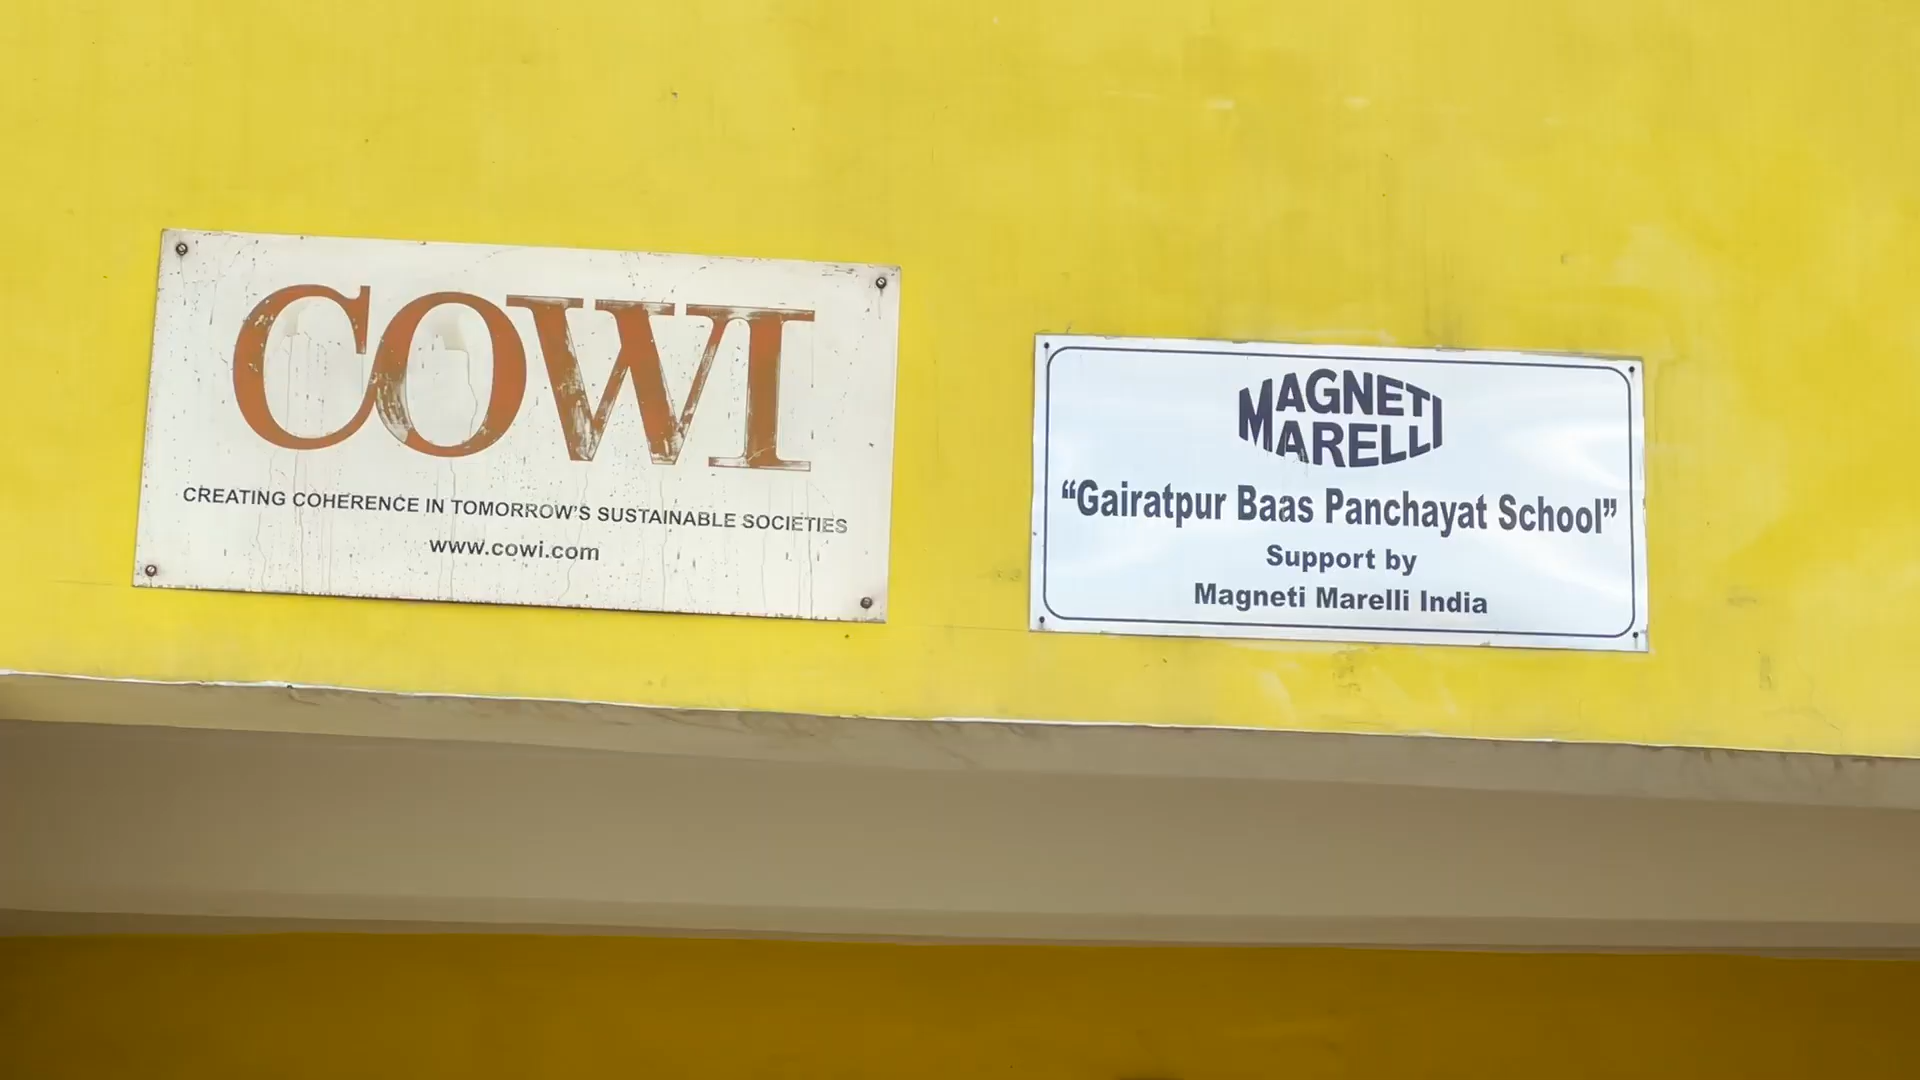 COWI
CREATING COHERENCE IN TOMORROW'S SUSTAINABLE SOCIETIES
www.cowi.com
MAGNETI
MARELLI
“Gairatpur Baas Panchayat School”
Support by
Magneti Marelli India